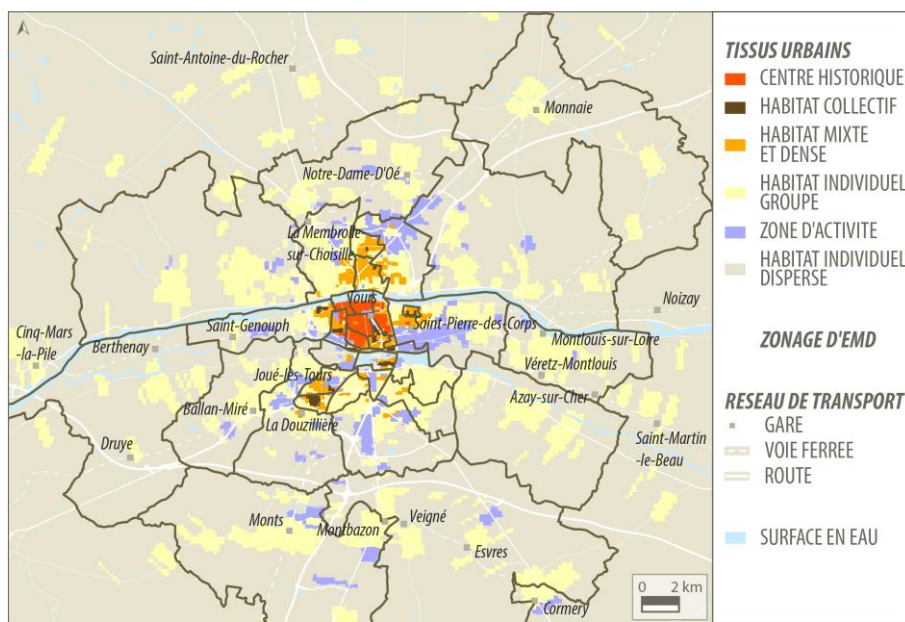 Saint-Antoine-du-Rocher
Monnaie
Notre-Dame-D'Oé
La Membrolle
-sur-Choisille
Tours
Noizay
Cinq-Mars
-la-Pile
Berthenay
Saint-Genouph
Saint-Pierre-des-Corps
Montlouis-sur-Loire
Véretz-Montlouis
Joué-lès-Tours
Azay-sur-Cher
Ballan-Miré
La Douzillière
Saint-Martin
-le-Beau
Druye
Monts
Montbazon
Veigné
Esvres
Cormery
0 2 km
TISSUS URBAINS
CENTRE HISTORIQUE
HABITAT COLLECTIF
HABITAT MIXTE
ET DENSE
HABITAT INDIVIDUEL
GROUPE
ZONE D'ACTIVITE
HABITAT INDIVIDUEL
DISPERSE
ZONAGE D'EMD
RESEAU DE TRANSPORT
GARE
VOIE FERREE
ROUTE
SURFACE EN EAU